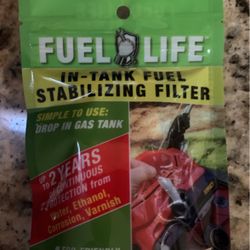 FUEL LIFE
IN-TANK FUEL
STABILIZING FILTER
SIMPLE TO USE:
DROP IN GAS TANK
2 YEARS
CONTINUOUS
from
Water, Ethanol,
Corrosion, Varnish